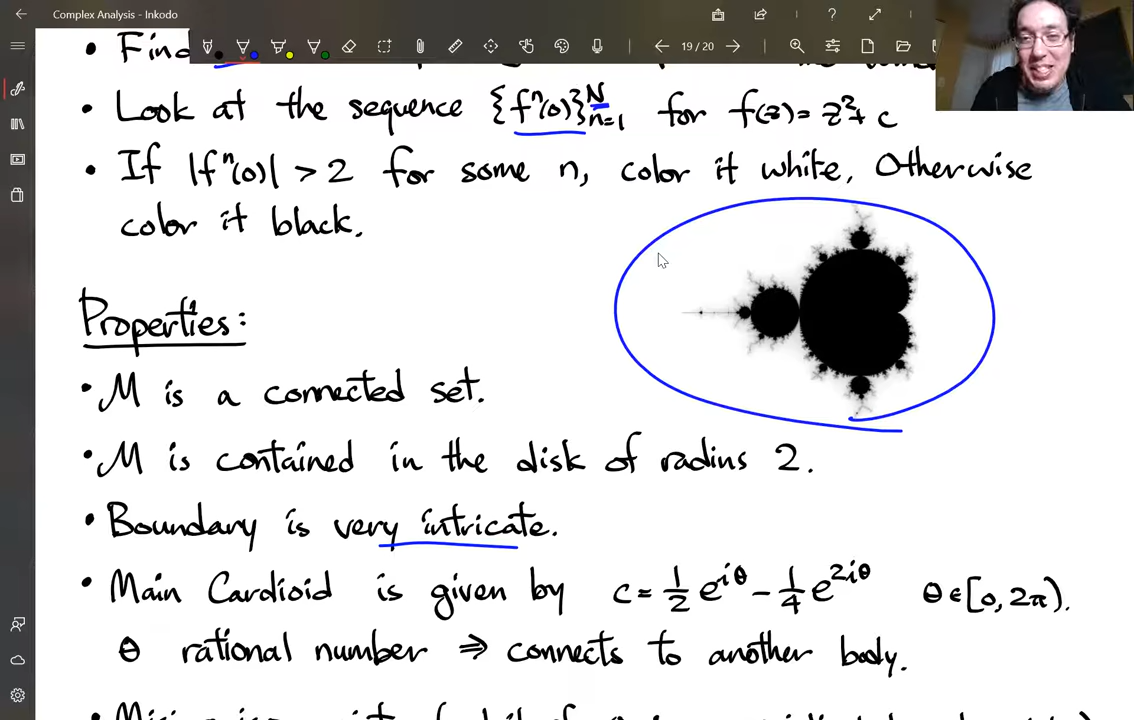 Complex Analysis - Inkodo
19 / 20
• Find
• Look at the sequence {fⁿ(0)}ᴺₙ₌₁ for f(z) = z² + c
• If |fⁿ(0)| > 2 for some n, color it white. Otherwise
color it black.
Properties:
• M is a connected set.
• M is contained in the disk of radius 2.
• Boundary is very intricate.
• Main Cardioid is given by c = 1/2 e^{iθ} - 1/4 e^{2iθ} θ ∈ [0, 2π).
θ rational number ⇒ connects to another body.